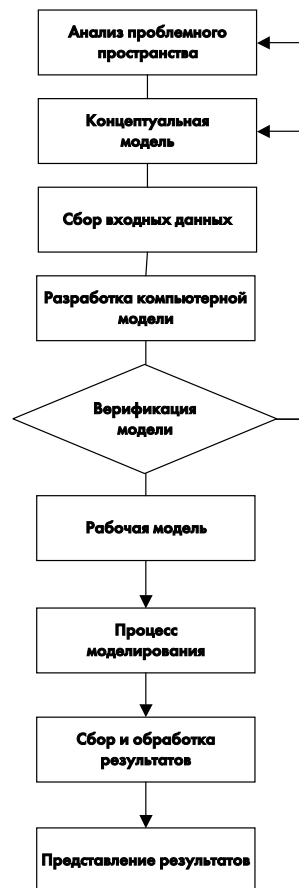 Анализ проблемного
пространства
Концептуальная
модель
Сбор входных данных
Разработка компьютерной
модели
Верификация
модели
Рабочая модель
Процесс
моделирования
Сбор и обработка
результатов
Представление результатов